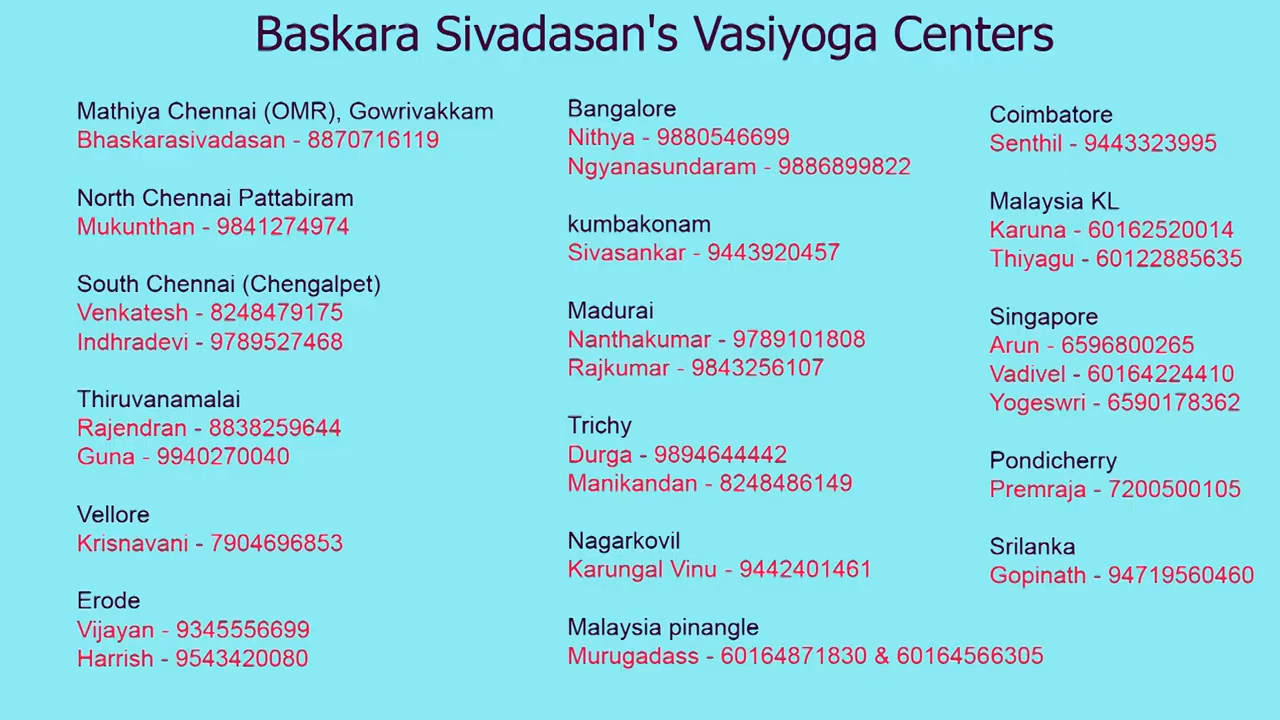 Baskara Sivadasan's Vasiyoga Centers
Mathiya Chennai (OMR), Gowrivakkam
Bhaskarasivadasan - 8870716119
North Chennai Pattabiram
Mukunthan - 9841274974
South Chennai (Chengalpet)
Venkatesh - 8248479175
Indhradevi - 9789527468
Thiruvanamalai
Rajendran - 8838259644
Guna - 9940270040
Vellore
Krisnavani - 7904696853
Erode
Vijayan - 9345556699
Harrish - 9543420080
Bangalore
Nithya - 9880546699
Ngyanasundaram - 9886899822
kumbakonam
Sivasankar - 9443920457
Madurai
Nanthakumar - 9789101808
Rajkumar - 9843256107
Trichy
Durga - 9894644442
Manikandan - 8248486149
Nagarkovil
Karungal Vinu - 9442401461
Malaysia pinangle
Murugadass - 60164871830 & 60164566305
Coimbatore
Senthil - 9443323995
Malaysia KL
Karuna - 60162520014
Thiyagu - 60122885635
Singapore
Arun - 6596800265
Vadivel - 60164224410
Yogeswri - 6590178362
Pondicherry
Premraja - 7200500105
Srilanka
Gopinath - 94719560460